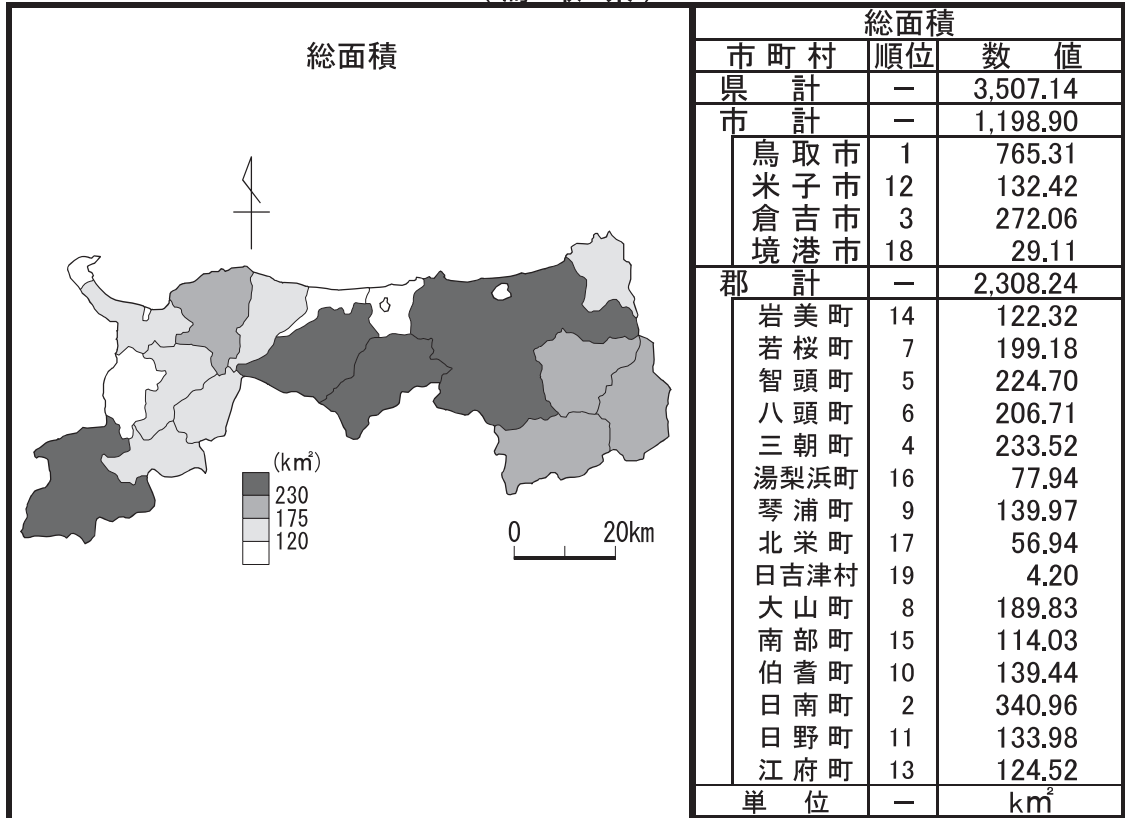 総面積
(km²)
230
175
120
0 20km
総面積
市町村 順位 数値
県計 － 3,507.14
市計 － 1,198.90
鳥取市 1 765.31
米子市 12 132.42
倉吉市 3 272.06
境港市 18 29.11
郡計 － 2,308.24
岩美町 14 122.32
若桜町 7 199.18
智頭町 5 224.70
八頭町 6 206.71
三朝町 4 233.52
湯梨浜町 16 77.94
琴浦町 9 139.97
北栄町 17 56.94
日吉津村 19 4.20
大山町 8 189.83
南部町 15 114.03
伯耆町 10 139.44
日南町 2 340.96
日野町 11 133.98
江府町 13 124.52
単位 － km²